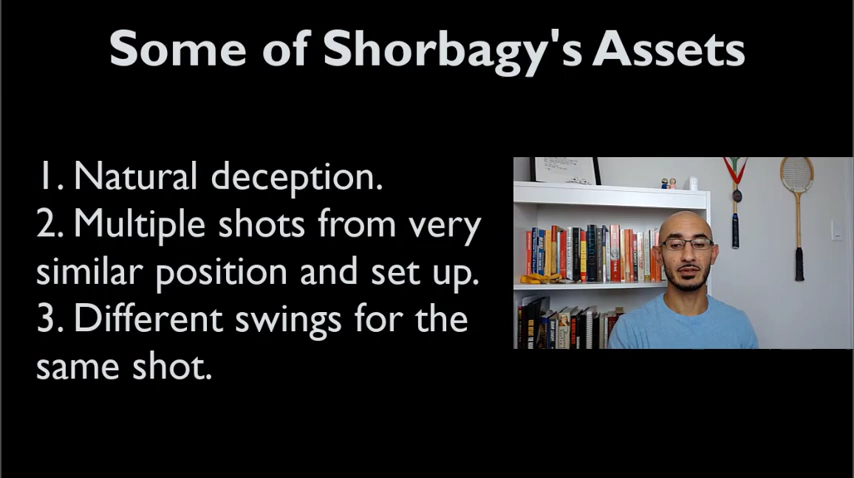 Some of Shorbagy's Assets
1. Natural deception.
2. Multiple shots from very
similar position and set up.
3. Different swings for the
same shot.